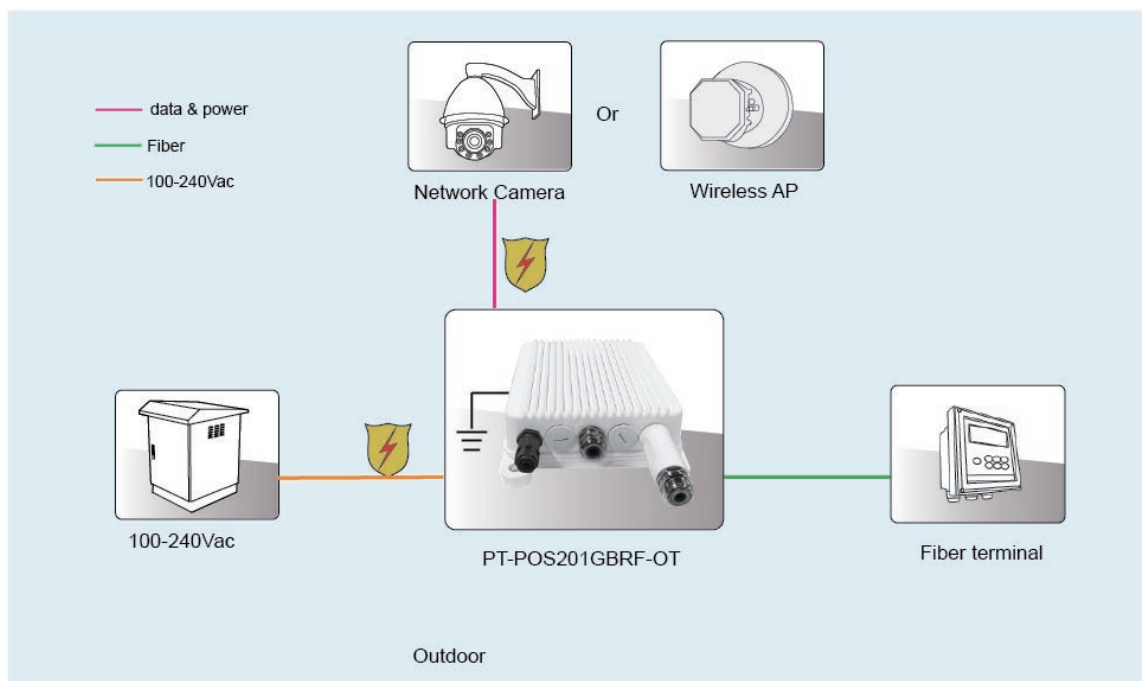 data & power
Fiber
100-240Vac
Or
Network Camera
Wireless AP
100-240Vac
PT-POS201GBRF-OT
Fiber terminal
Outdoor